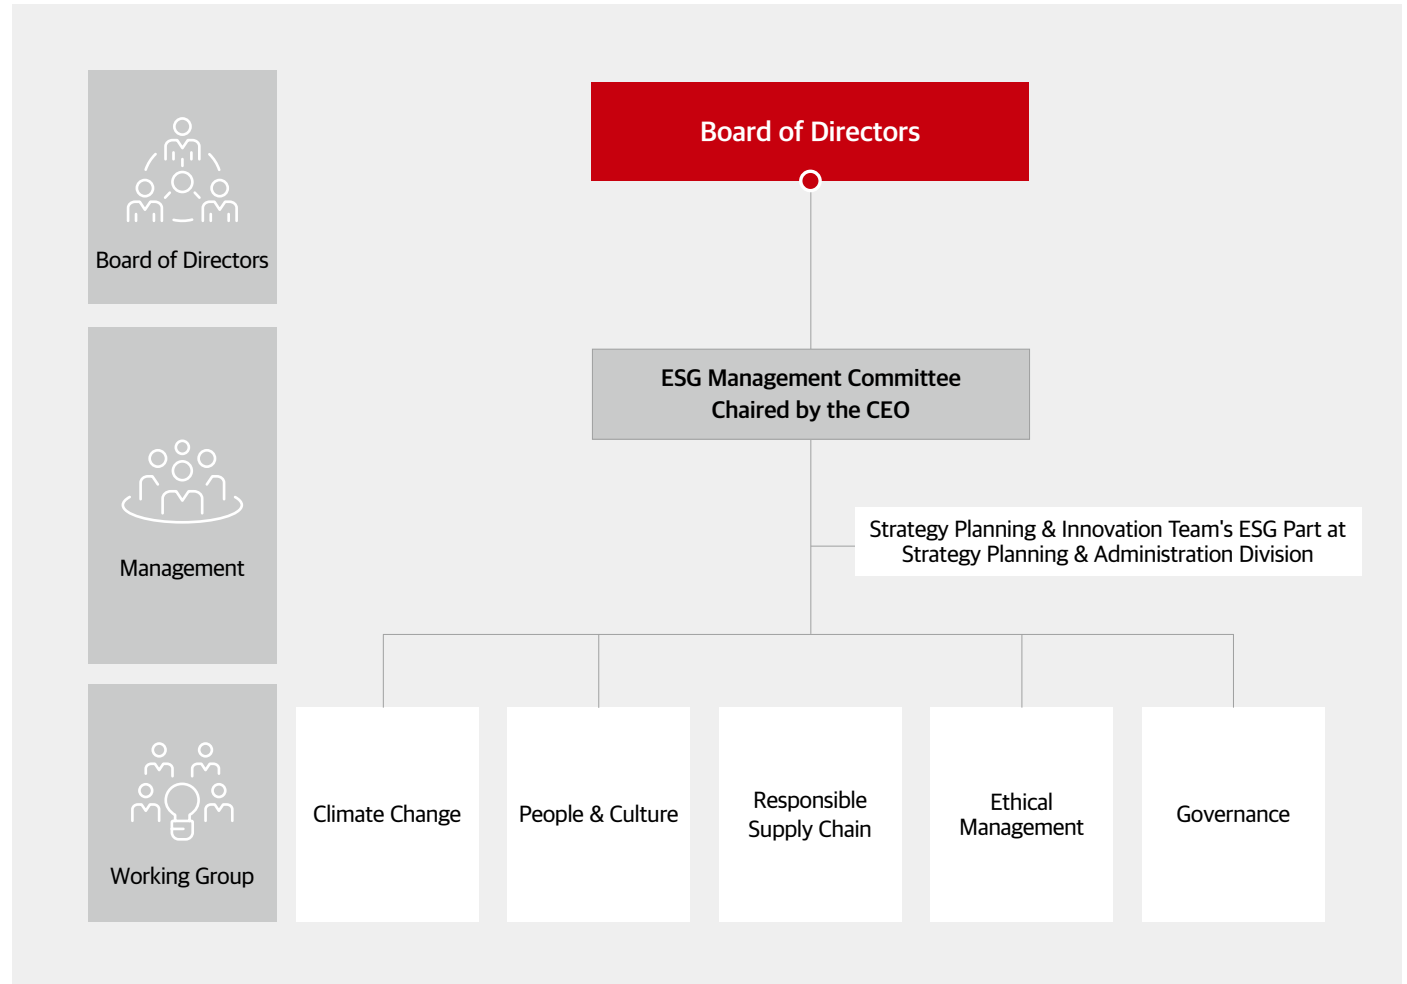 Board of Directors
Board of Directors
ESG Management Committee
Chaired by the CEO
Strategy Planning & Innovation Team's ESG Part at
Strategy Planning & Administration Division
Management
Working Group
Climate Change
People & Culture
Responsible
Supply Chain
Ethical
Management
Governance